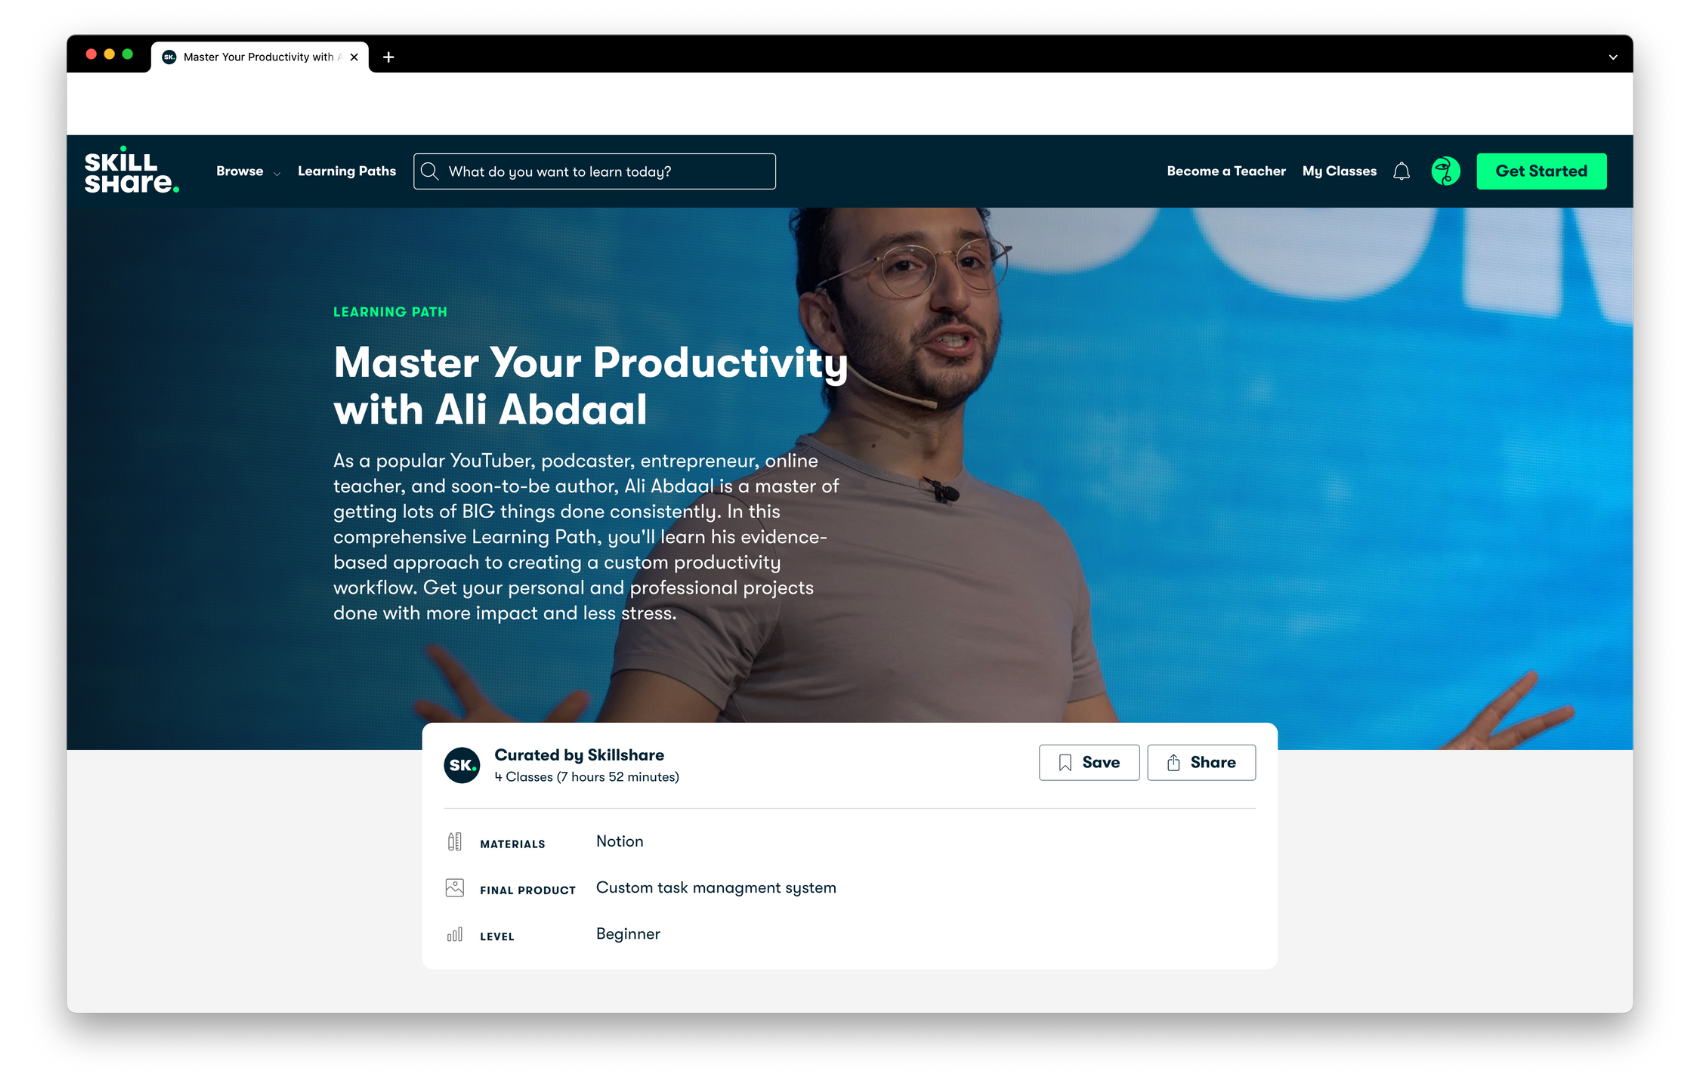 SK. Master Your Productivity with
SKiLL
SHare.
Browse
Learning Paths
What do you want to learn today?
Become a Teacher
My Classes
Get Started
LEARNING PATH
Master Your Productivity
with Ali Abdaal
As a popular YouTuber, podcaster, entrepreneur, online
teacher, and soon-to-be author, Ali Abdaal is a master of
getting lots of BIG things done consistently. In this
comprehensive Learning Path, you'll learn his evidence-
based approach to creating a custom productivity
workflow. Get your personal and professional projects
done with more impact and less stress.
SK.
Curated by Skillshare
4 Classes (7 hours 52 minutes)
Save
Share
MATERIALS
Notion
FINAL PRODUCT
Custom task managment system
LEVEL
Beginner